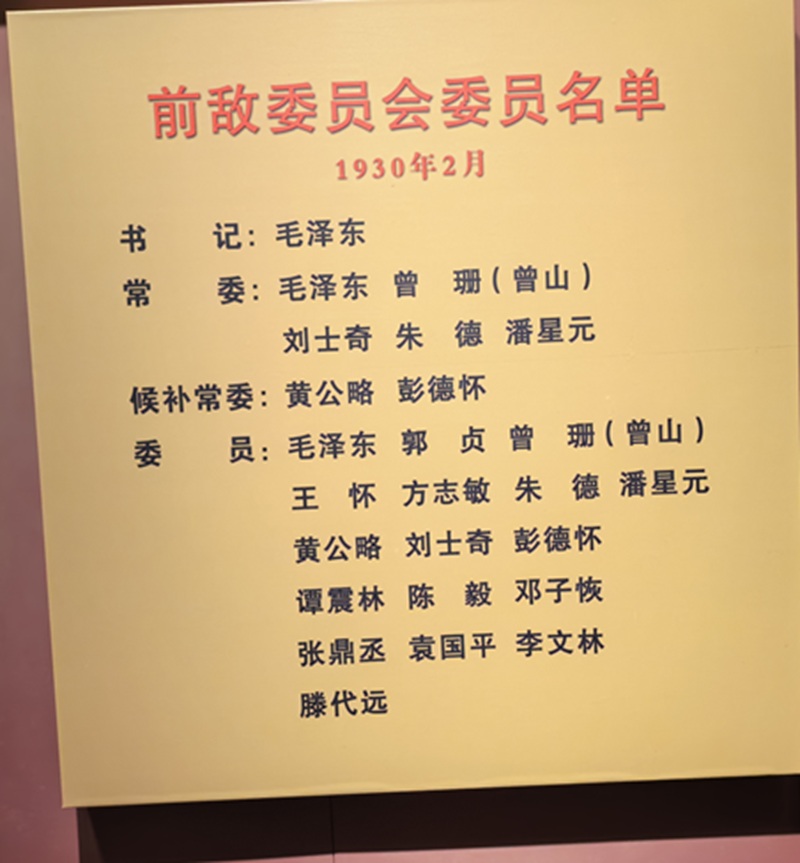 前敌委员会委员名单
1930年2月
书 记：毛泽东
常 委：毛泽东 曾 珊（曾山）
刘士奇 朱 德 潘星元
候补常委：黄公略 彭德怀
委 员：毛泽东 郭 贞 曾 珊（曾山）
王 怀 方志敏 朱 德 潘星元
黄公略 刘士奇 彭德怀
谭震林 陈 毅 邓子恢
张鼎丞 袁国平 李文林
滕代远